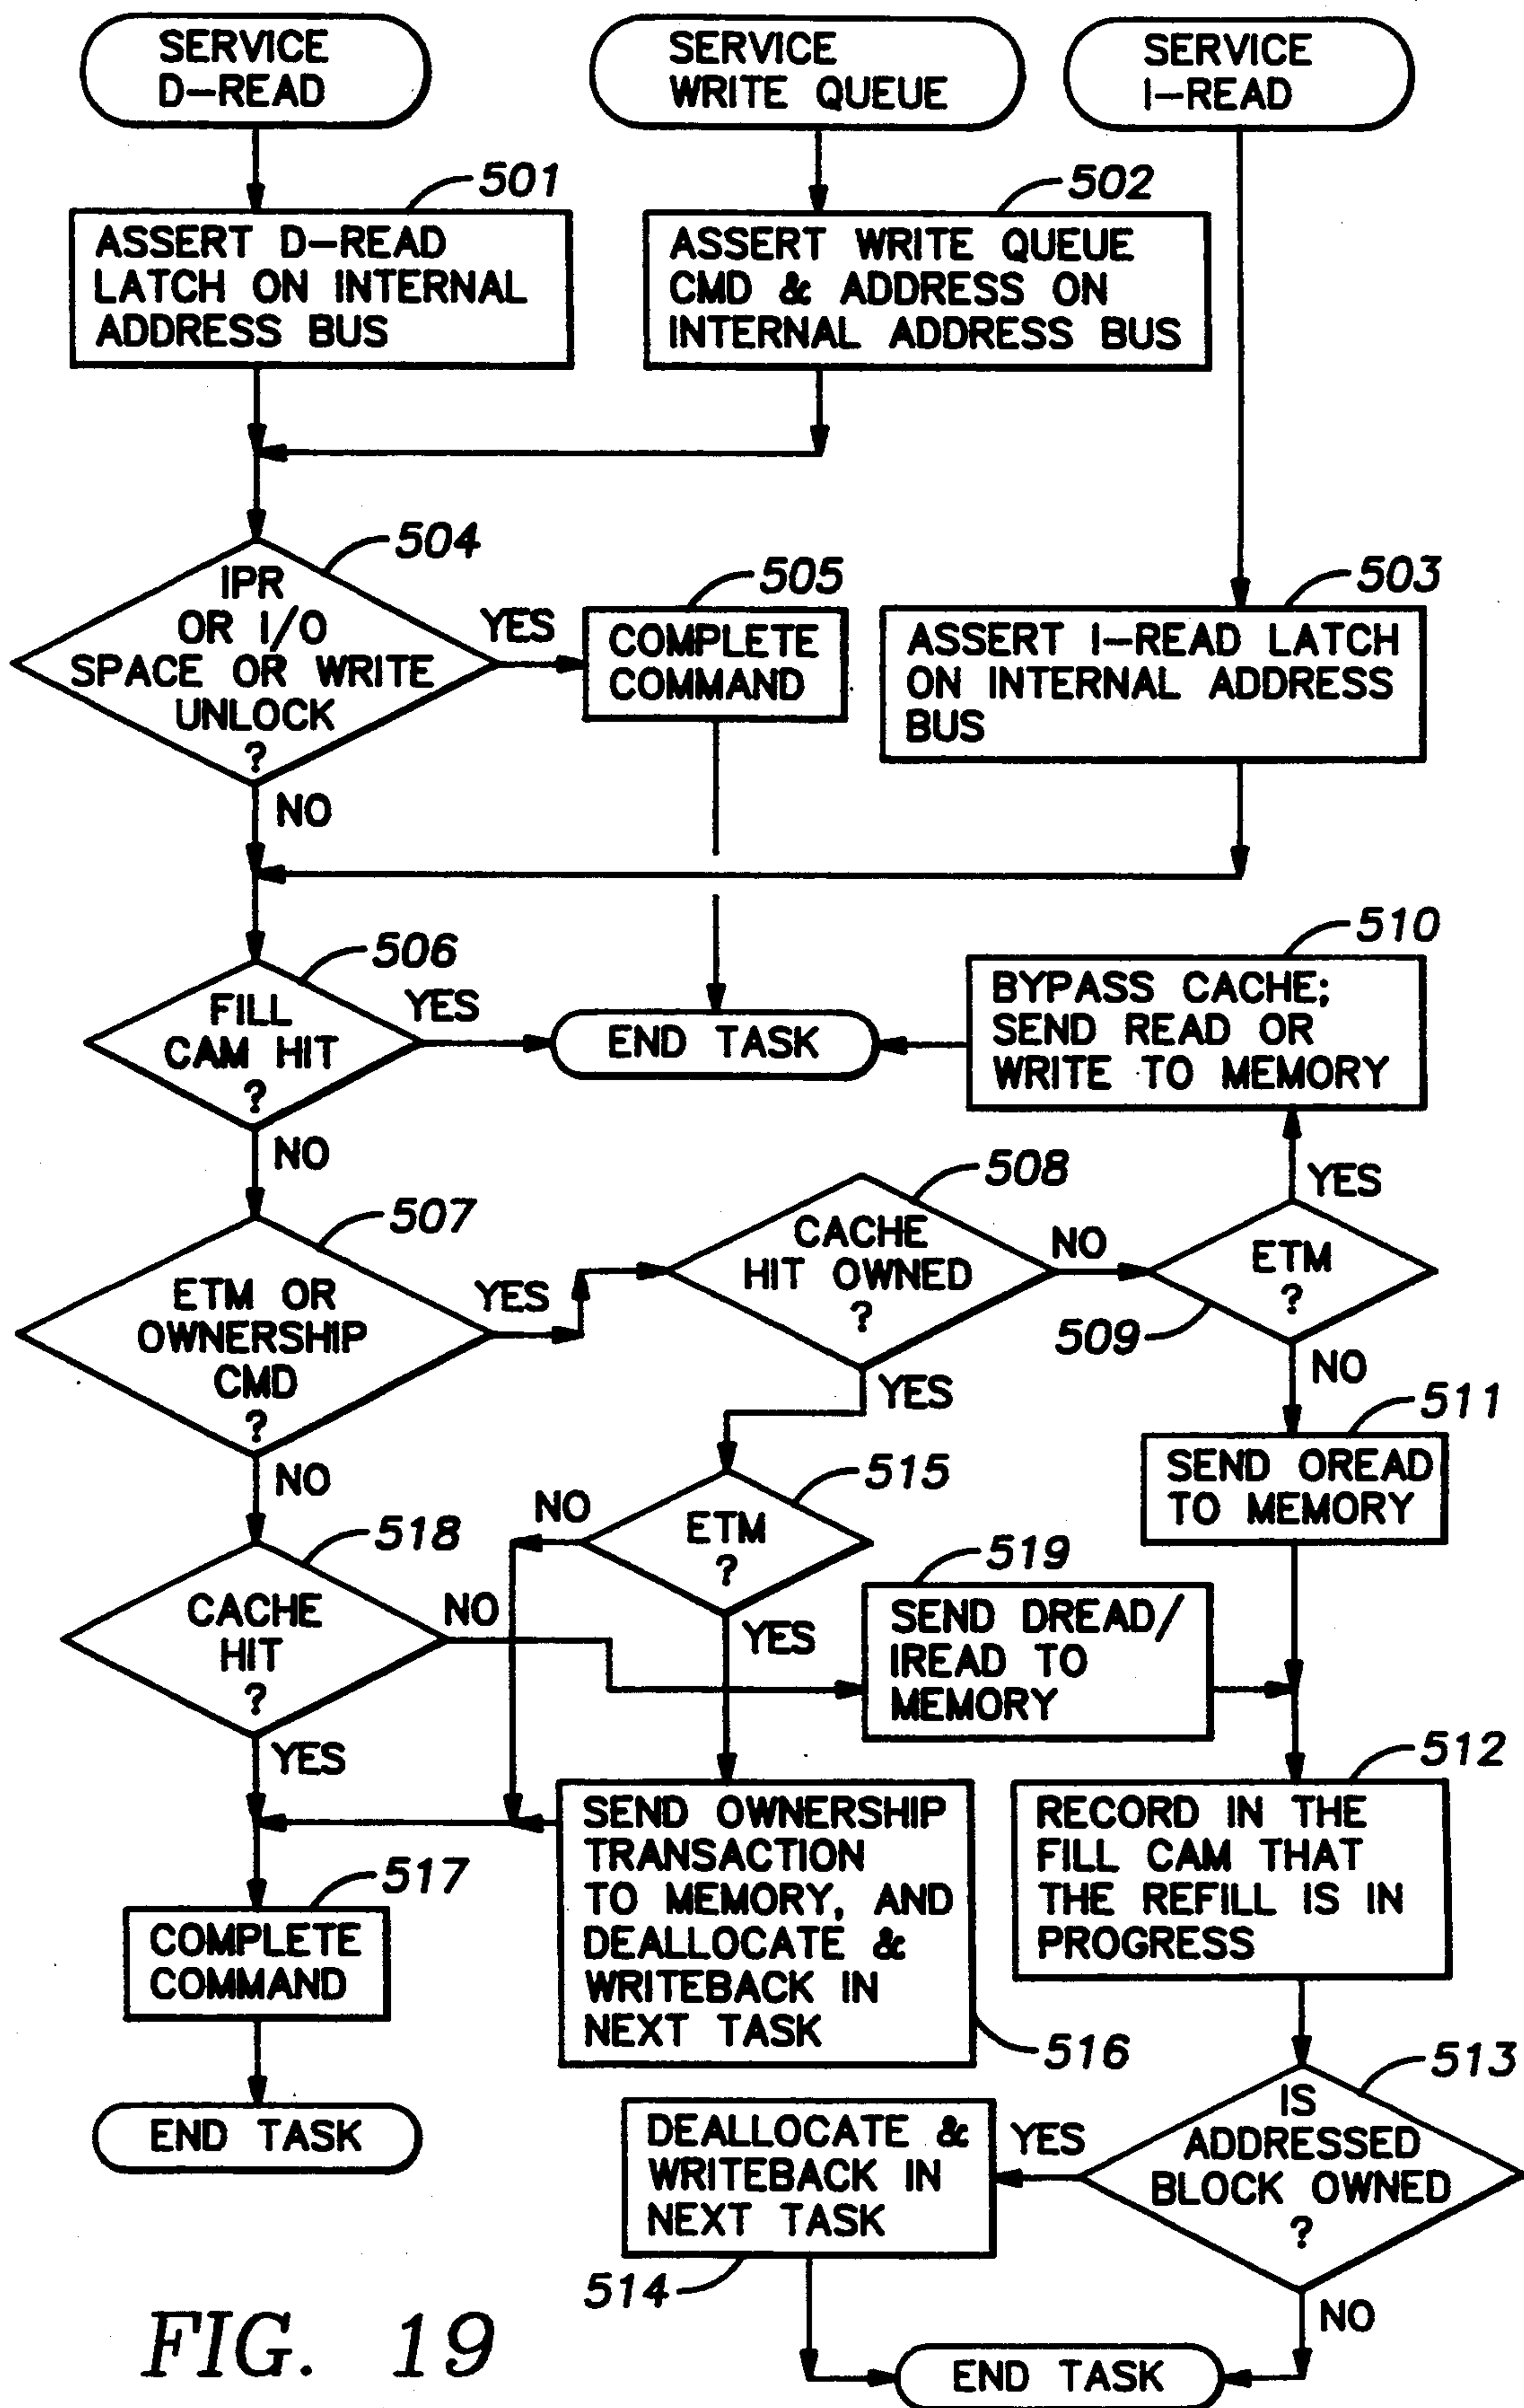 SERVICE
D-READ
SERVICE
WRITE QUEUE
SERVICE
I-READ
501
ASSERT D-READ
LATCH ON INTERNAL
ADDRESS BUS
502
ASSERT WRITE QUEUE
CMD & ADDRESS ON
INTERNAL ADDRESS BUS
504
IPR
OR I/O
SPACE OR WRITE
UNLOCK
?
YES
NO
505
COMPLETE
COMMAND
503
ASSERT I-READ LATCH
ON INTERNAL ADDRESS
BUS
506
FILL
CAM HIT
?
YES
NO
END TASK
510
BYPASS CACHE;
SEND READ OR
WRITE TO MEMORY
507
ETM OR
OWNERSHIP
CMD
?
YES
NO
508
CACHE
HIT OWNED
?
NO
YES
YES
ETM
?
509
NO
511
SEND OREAD
TO MEMORY
515
NO
ETM
?
YES
518
CACHE
HIT
?
NO
YES
519
SEND DREAD/
IREAD TO
MEMORY
512
RECORD IN THE
FILL CAM THAT
THE REFILL IS IN
PROGRESS
SEND OWNERSHIP
TRANSACTION
TO MEMORY, AND
DEALLOCATE &
WRITEBACK IN
NEXT TASK
516
517
COMPLETE
COMMAND
END TASK
513
IS
ADDRESSED
BLOCK OWNED
?
YES
NO
DEALLOCATE &
WRITEBACK IN
NEXT TASK
514
END TASK
FIG. 19